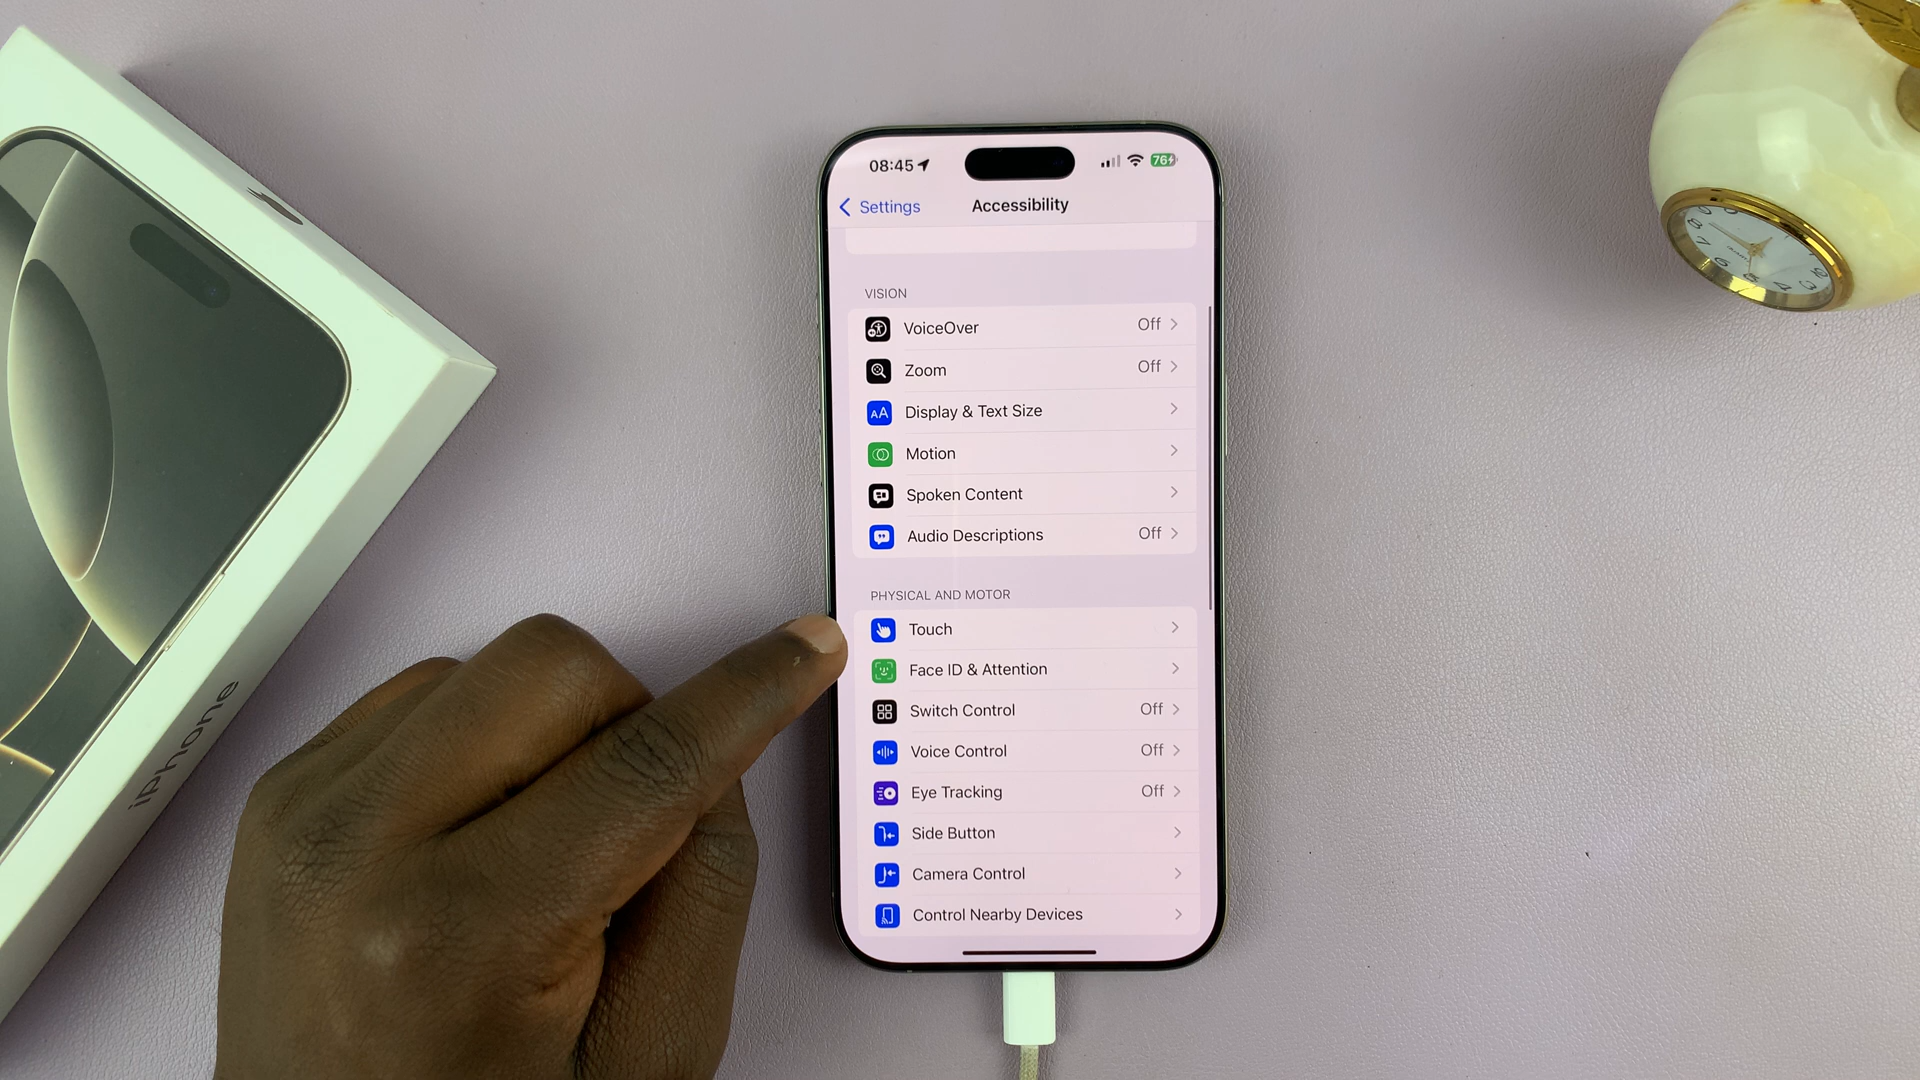 08:45
76
Settings
Accessibility
VISION
VoiceOver Off
Zoom Off
AA Display & Text Size
Motion
Spoken Content
Audio Descriptions Off
PHYSICAL AND MOTOR
Touch
Face ID & Attention
Switch Control Off
Voice Control Off
Eye Tracking Off
Side Button
Camera Control
Control Nearby Devices
iPhone